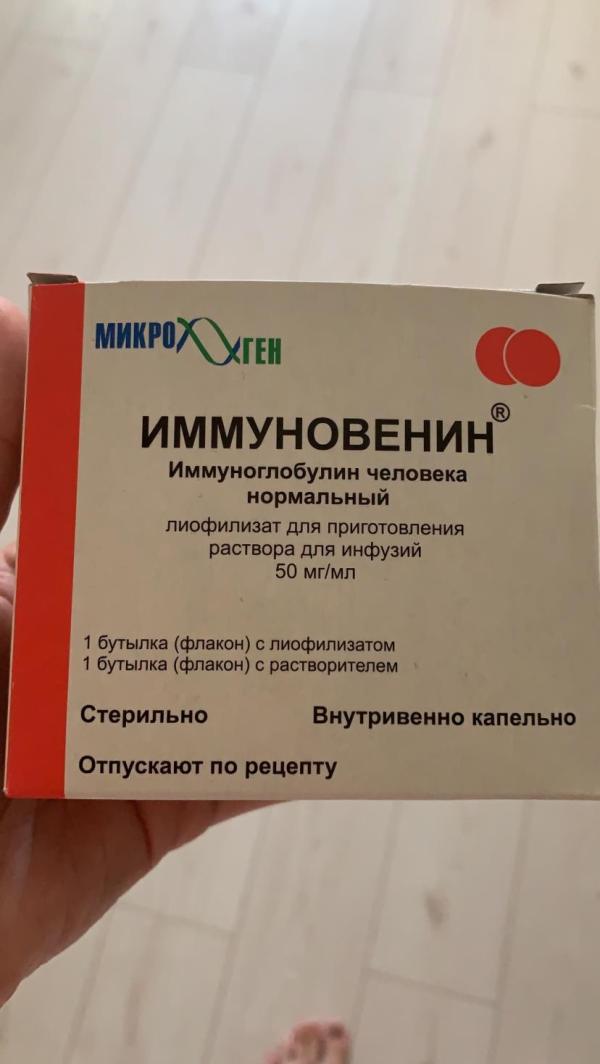 МИКРОГЕН
ИММУНОВЕНИН®
Иммуноглобулин человека
нормальный
лиофилизат для приготовления
раствора для инфузий
50 мг/мл
1 бутылка (флакон) с лиофилизатом
1 бутылка (флакон) с растворителем
Стерильно Внутривенно капельно
Отпускают по рецепту